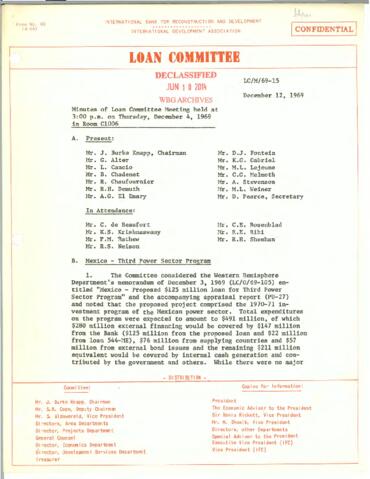 Form No. 88
INTERNATIONAL BANK FOR RECONSTRUCTION AND DEVELOPMENT
INTERNATIONAL DEVELOPMENT ASSOCIATION
CONFIDENTIAL
LOAN COMMITTEE
DECLASSIFIED
JUN 10 2014
WBG ARCHIVES
LC/M/69-15
December 12, 1969
Minutes of Loan Committee Meeting held at
3:00 p.m. on Thursday, December 4, 1969
in Room C1006
A. Present:
Mr. J. Burke Knapp, Chairman
Mr. G. Alter
Mr. L. Cancio
Mr. B. Chadenet
Mr. R. Chaufournier
Mr. R.H. Demuth
Mr. A.G. El Emary
Mr. D.J. Fontein
Mr. K.G. Gabriel
Mr. M.L. Lejeune
Mr. C.G. Melmoth
Mr. A. Stevenson
Mr. M.L. Weiner
Mr. D. Pearce, Secretary
In Attendance:
Mr. C. de Beaufort
Mr. K.S. Krishnaswamy
Mr. F.M. Mathew
Mr. R.S. Nelson
Mr. C.E. Rosenblad
Mr. R.E. Ribi
Mr. R.H. Sheehan
B. Mexico - Third Power Sector Program
1. The Committee considered the Western Hemisphere
Department's memorandum of December 3, 1969 (LC/O/69-105) en-
titled "Mexico - Proposed $125 million loan for Third Power
Sector Program" and the accompanying appraisal report (PU-27)
and noted that the proposed project comprised the 1970-71 in-
vestment program of the Mexican power sector. Total expenditures
on the program were expected to amount to $491 million, of which
$280 million external financing would be covered by $147 million
from the Bank ($125 million from the proposed loan and $22 million
from loan 544-ME), $76 million from supplying countries and $57
million from external bond issues and the remaining $211 million
equivalent would be covered by internal cash generation and con-
tributed by the government and others. While there were no major
- DISTRIBUTION -
Committee:
Mr. J. Burke Knapp, Chairman
Mr. S.R. Cope, Deputy Chairman
Mr. S. Aldewereld, Vice President
Directors, Area Departments
Director, Projects Department
General Counsel
Director, Economics Department
Director, Development Services Department
Treasurer
Copies for Information:
President
The Economic Adviser to the President
Sir Denis Rickett, Vice President
Mr. M. Shoaib, Vice President
Directors, other Departments
Special Adviser to the President
Executive Vice President (IFC)
Vice President (IFC)